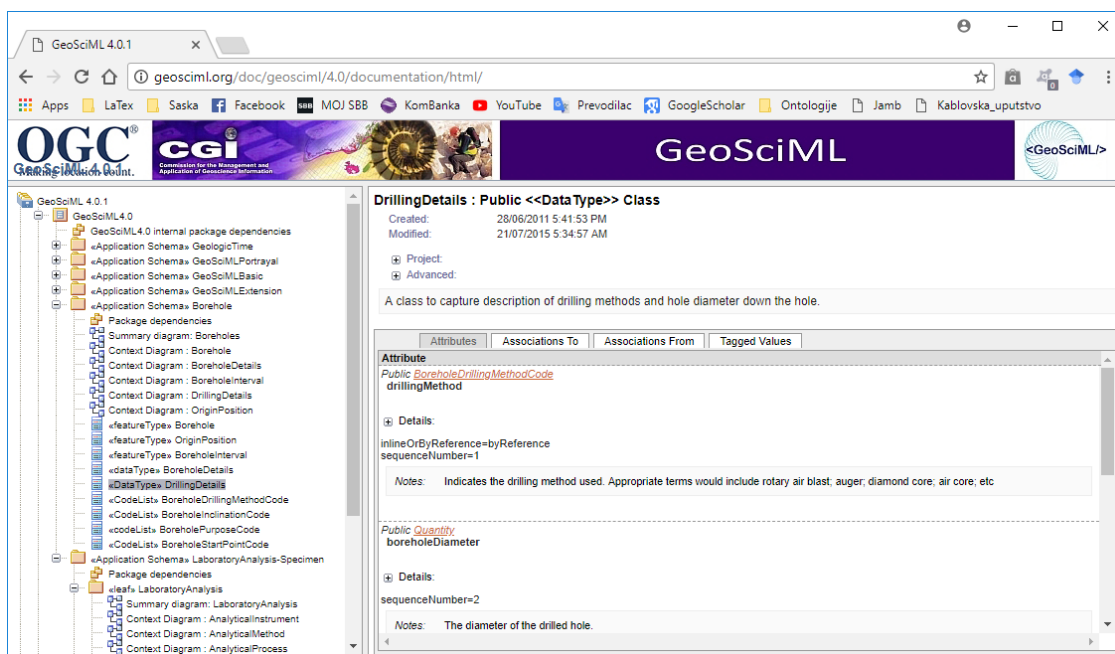 GeoSciML 4.0.1
geosciml.org/doc/geosciml/4.0/documentation/html/
Apps LaTex Saska Facebook MOJ SBB KomBanka YouTube Prevodilac GoogleScholar Ontologije Jamb Kablovska_uputstvo
OGC®
Making location count.
GeoSciML 4.0.1
CGI
Commission for the Management and
Application of Geoscience Information
GeoSciML
<GeoSciML/>
GeoSciML 4.0.1
GeoSciML4.0
GeoSciML4.0 internal package dependencies
«Application Schema» GeologicTime
«Application Schema» GeoSciMLPortrayal
«Application Schema» GeoSciMLBasic
«Application Schema» GeoSciMLExtension
«Application Schema» Borehole
Package dependencies
Summary diagram: Boreholes
Context Diagram : Borehole
Context Diagram : BoreholeDetails
Context Diagram : BoreholeInterval
Context Diagram : DrillingDetails
Context Diagram : OriginPosition
«featureType» Borehole
«featureType» OriginPosition
«featureType» BoreholeInterval
«dataType» BoreholeDetails
«DataType» DrillingDetails
«CodeList» BoreholeDrillingMethodCode
«CodeList» BoreholeInclinationCode
«codeList» BoreholePurposeCode
«CodeList» BoreholeStartPointCode
«Application Schema» LaboratoryAnalysis-Specimen
Package dependencies
«leaf» LaboratoryAnalysis
Summary diagram: LaboratoryAnalysis
Context Diagram : AnalyticalInstrument
Context Diagram : AnalyticalMethod
Context Diagram : AnalyticalProcess
DrillingDetails : Public <<DataType>> Class
Created: 28/06/2011 5:41:53 PM
Modified: 21/07/2015 5:34:57 AM
Project:
Advanced:
A class to capture description of drilling methods and hole diameter down the hole.
Attributes Associations To Associations From Tagged Values
Attribute
Public BoreholeDrillingMethodCode
drillingMethod
Details:
inlineOrByReference=byReference
sequenceNumber=1
Notes: Indicates the drilling method used. Appropriate terms would include rotary air blast; auger; diamond core; air core; etc
Public Quantity
boreholeDiameter
Details:
sequenceNumber=2
Notes: The diameter of the drilled hole.